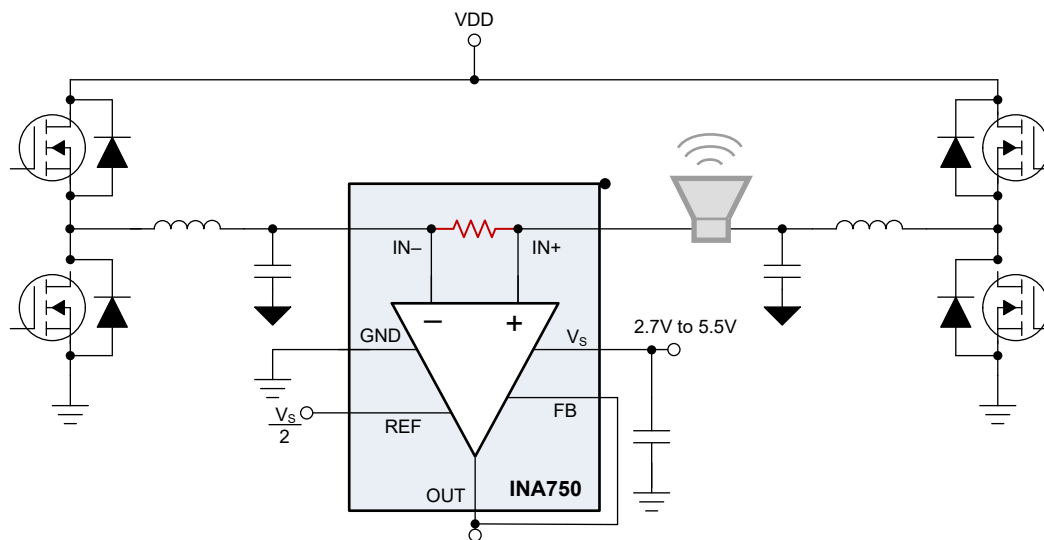 VDD
IN–
IN+
–
+
GND
VS
2.7V to 5.5V
VS
2
REF
FB
OUT
INA750